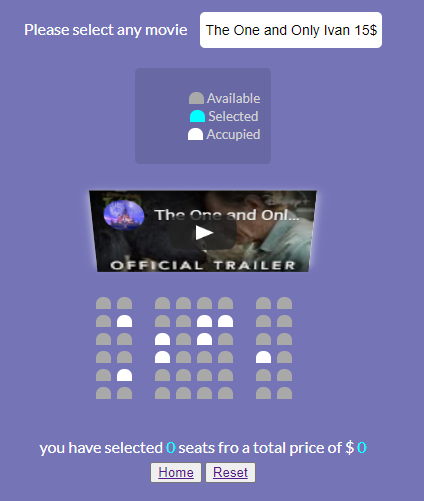 Please select any movie The One and Only Ivan 15$
Available
Selected
Accupied
The One and Onl...
OFFICIAL TRAILER
you have selected 0 seats fro a total price of $ 0
Home Reset